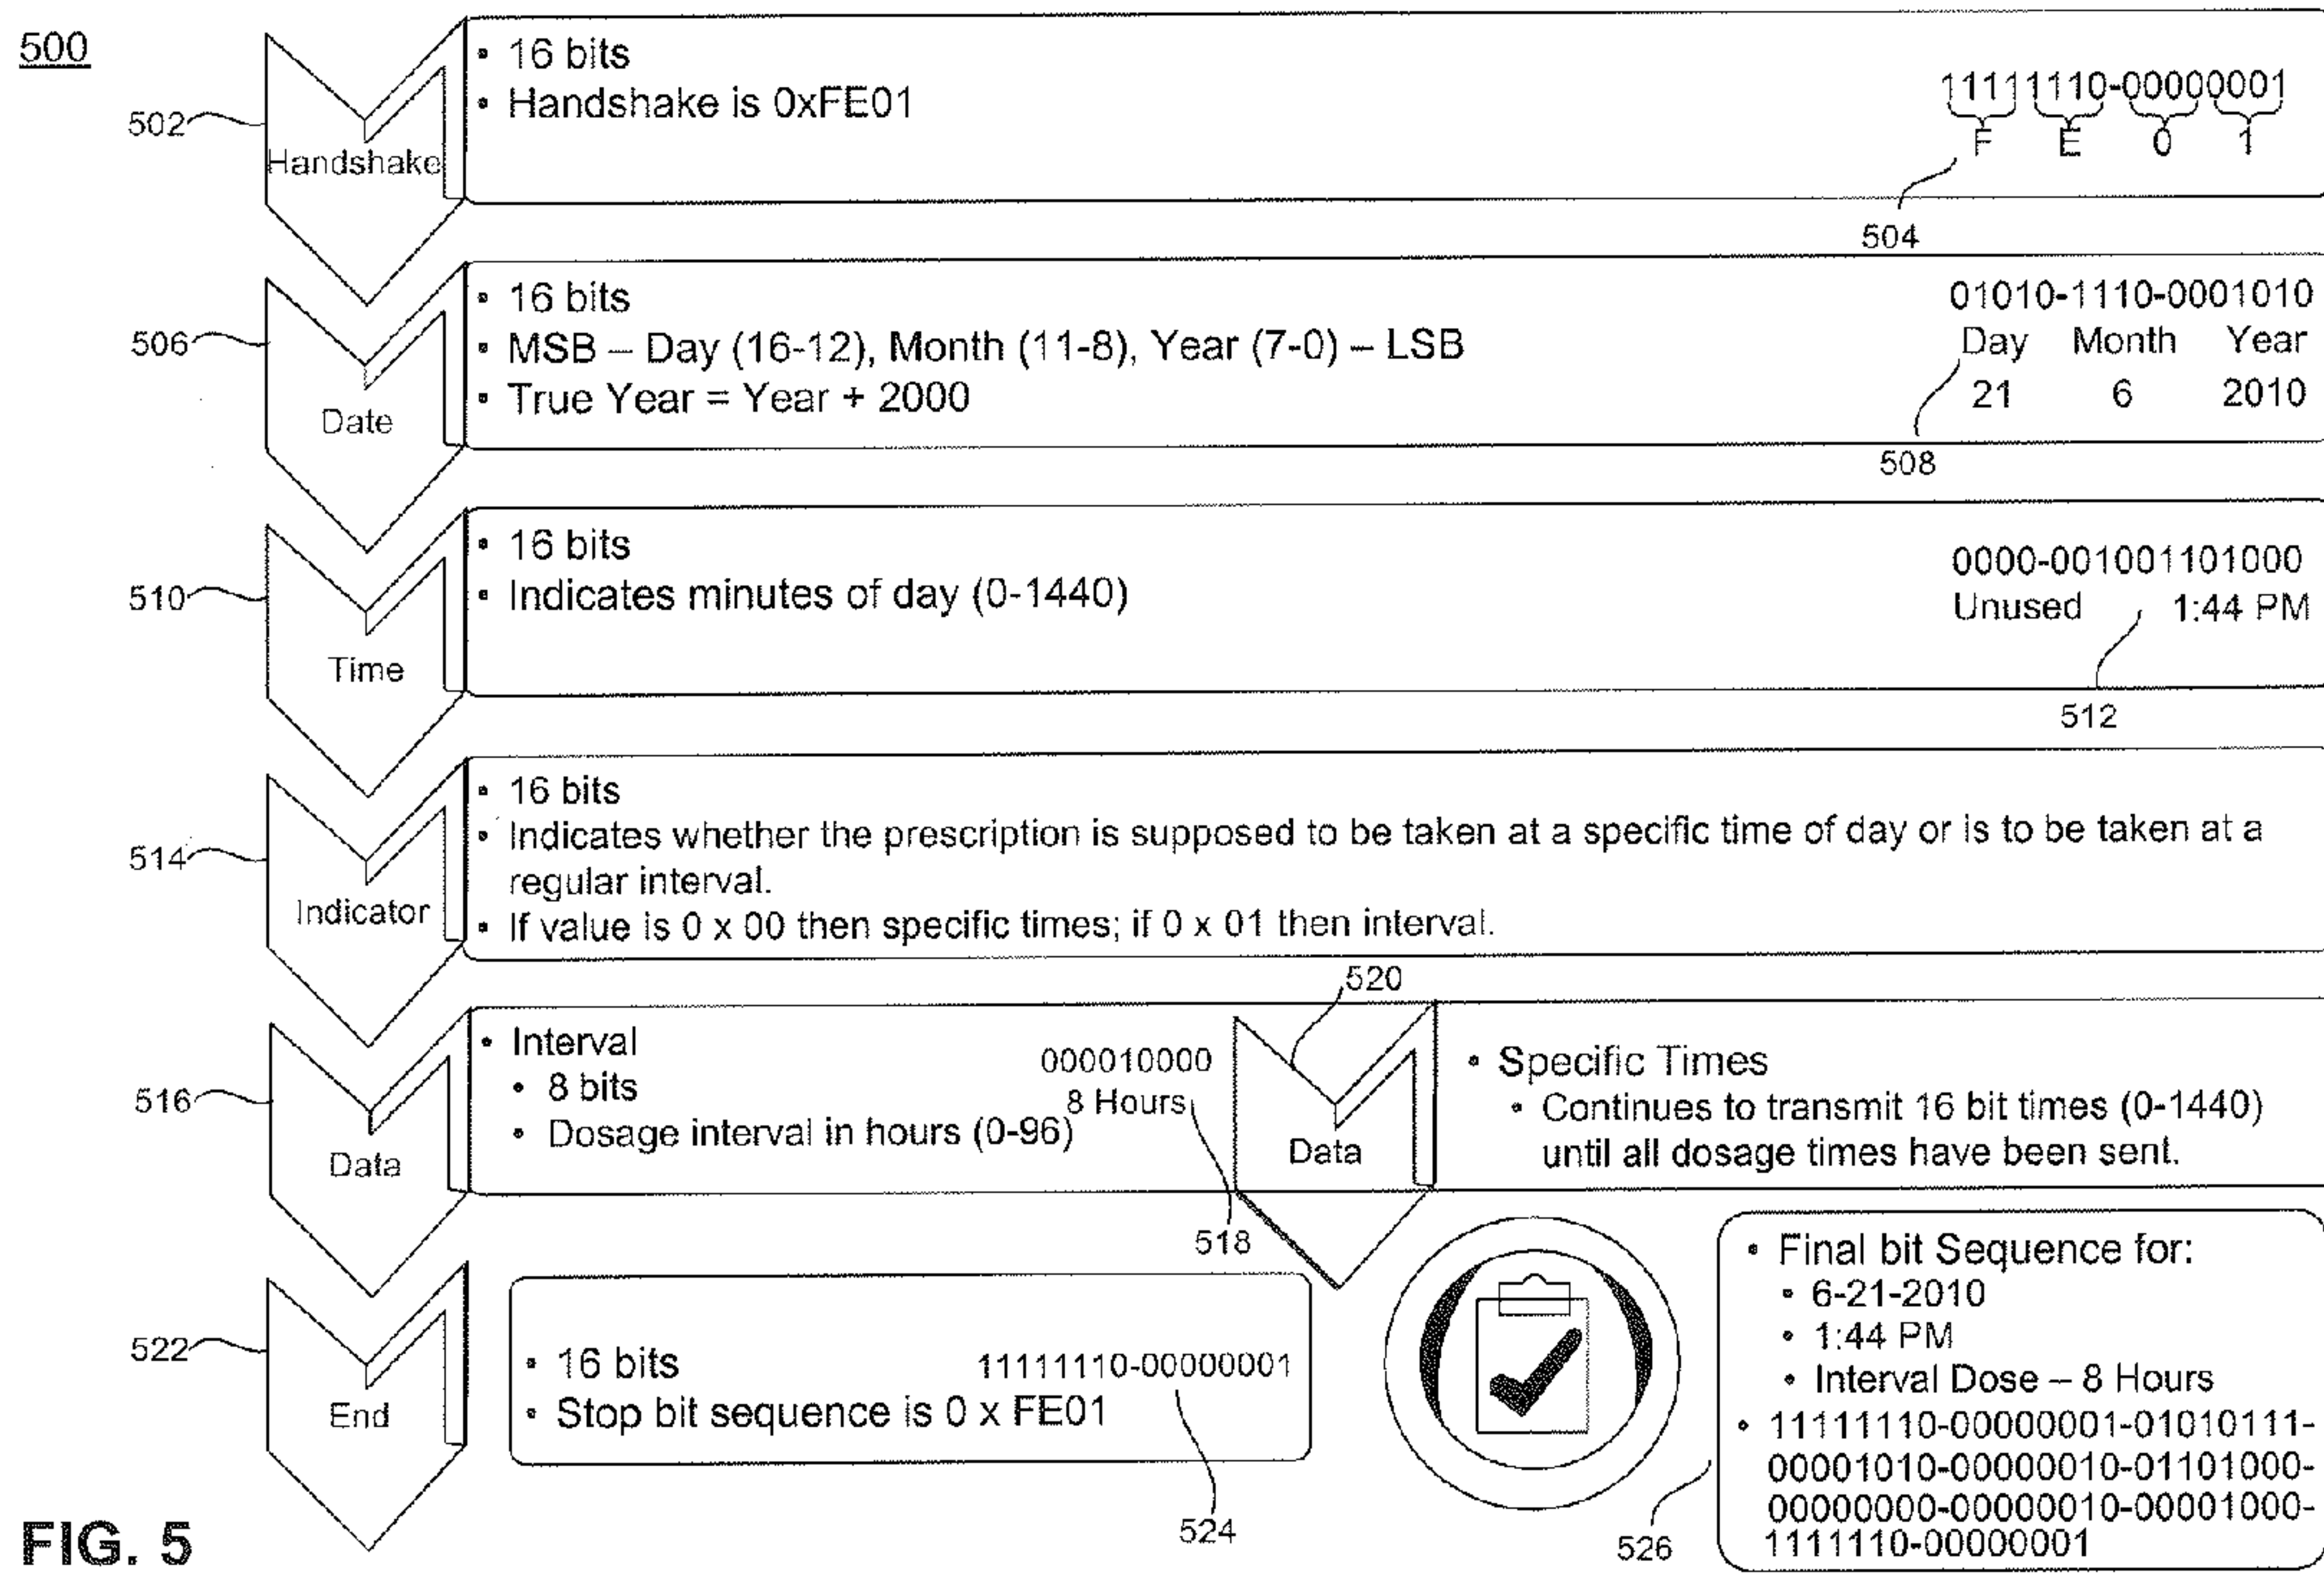 500
502
Handshake
• 16 bits
• Handshake is 0xFE01
11111110-00000001
F E 0 1
504
506
Date
• 16 bits
• MSB – Day (16-12), Month (11-8), Year (7-0) – LSB
• True Year = Year + 2000
01010-1110-0001010
Day Month Year
21 6 2010
508
510
Time
• 16 bits
• Indicates minutes of day (0-1440)
0000-001001101000
Unused 1:44 PM
512
514
Indicator
• 16 bits
• Indicates whether the prescription is supposed to be taken at a specific time of day or is to be taken at a
regular interval.
• If value is 0 x 00 then specific times; if 0 x 01 then interval.
516
Data
• Interval
• 8 bits
• Dosage interval in hours (0-96)
000010000
8 Hours
518
520
Data
• Specific Times
• Continues to transmit 16 bit times (0-1440)
until all dosage times have been sent.
522
End
• 16 bits
• Stop bit sequence is 0 x FE01
11111110-00000001
524
• Final bit Sequence for:
• 6-21-2010
• 1:44 PM
• Interval Dose – 8 Hours
• 11111110-00000001-01010111-
00001010-00000010-01101000-
00000000-00000010-00001000-
1111110-00000001
526
FIG. 5